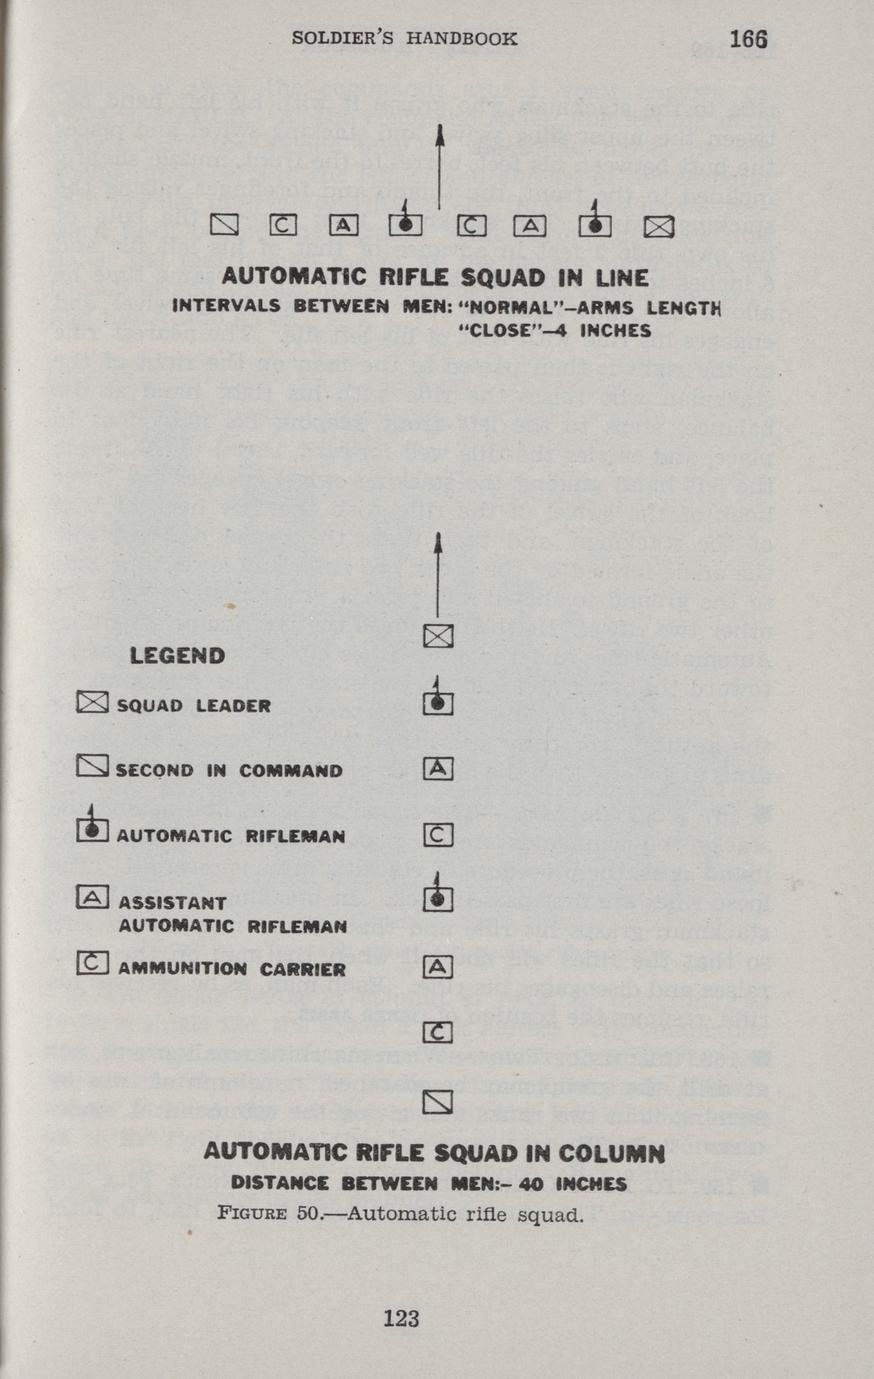 SOLDIER'S HANDBOOK 166
C A C A
AUTOMATIC RIFLE SQUAD IN LINE
INTERVALS BETWEEN MEN: "NORMAL"–ARMS LENGTH
"CLOSE"–4 INCHES
LEGEND
SQUAD LEADER
SECOND IN COMMAND
A
AUTOMATIC RIFLEMAN
C
A ASSISTANT
AUTOMATIC RIFLEMAN
C AMMUNITION CARRIER
A
C
AUTOMATIC RIFLE SQUAD IN COLUMN
DISTANCE BETWEEN MEN:– 40 INCHES
FIGURE 50.—Automatic rifle squad.
123